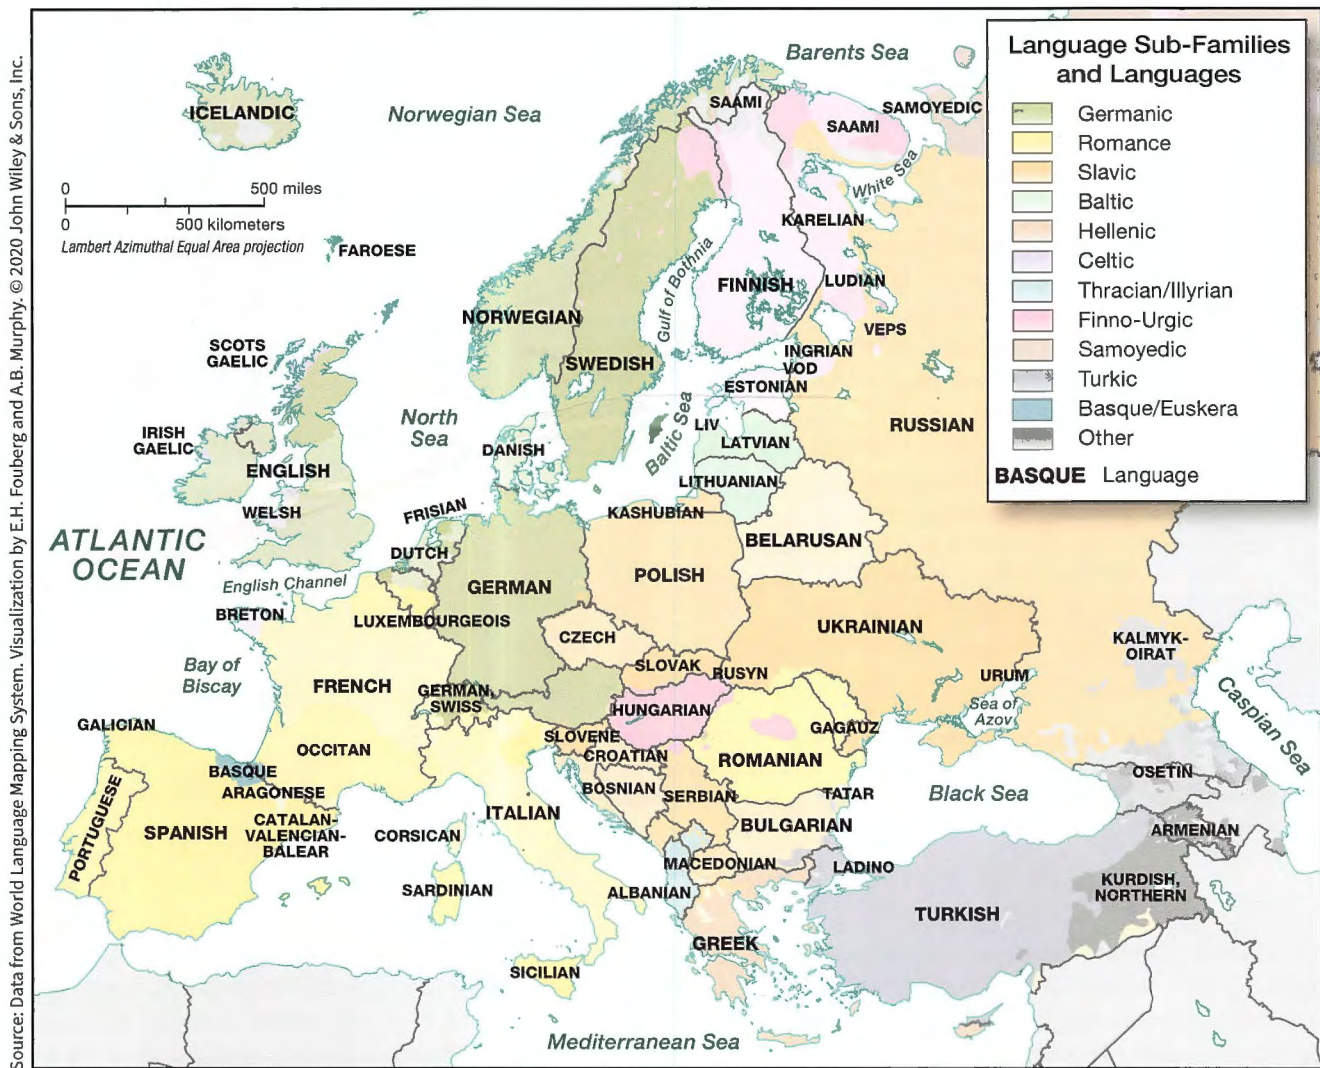 Source: Data from World Language Mapping System. Visualization by E.H. Fouberg and A.B. Murphy. © 2020 John Wiley & Sons, Inc.
Language Sub-Families
and Languages
Germanic
Romance
Slavic
Baltic
Hellenic
Celtic
Thracian/Illyrian
Finno-Urgic
Samoyedic
Turkic
Basque/Euskera
Other
BASQUE Language
Barents Sea
Norwegian Sea
ICELANDIC
SAAMI
SAMOYEDIC
SAAMI
White Sea
0 500 miles
0 500 kilometers
Lambert Azimuthal Equal Area projection
FAROESE
KARELIAN
Gulf of Bothnia
FINNISH
LUDIAN
NORWEGIAN
VEPS
SCOTS
GAELIC
SWEDISH
INGRIAN
VOD
ESTONIAN
North
Sea
Baltic Sea
LIV
LATVIAN
RUSSIAN
IRISH
GAELIC
DANISH
ENGLISH
LITHUANIAN
WELSH
FRISIAN
KASHUBIAN
ATLANTIC
OCEAN
DUTCH
BELARUSAN
English Channel
GERMAN
POLISH
BRETON
LUXEMBOURGEOIS
CZECH
UKRAINIAN
KALMYK-
OIRAT
Bay of
Biscay
SLOVAK
RUSYN
URUM
FRENCH
GERMAN,
SWISS
HUNGARIAN
Sea of
Azov
Caspian Sea
GALICIAN
OCCITAN
SLOVENE
GAGAUZ
CROATIAN
ROMANIAN
BASQUE
ARAGONESE
BOSNIAN
SERBIAN
TATAR
Black Sea
OSETIN
PORTUGUESE
SPANISH
CATALAN-
VALENCIAN-
BALEAR
CORSICAN
ITALIAN
BULGARIAN
ARMENIAN
MACEDONIAN
LADINO
SARDINIAN
ALBANIAN
KURDISH,
NORTHERN
TURKISH
GREEK
SICILIAN
Mediterranean Sea